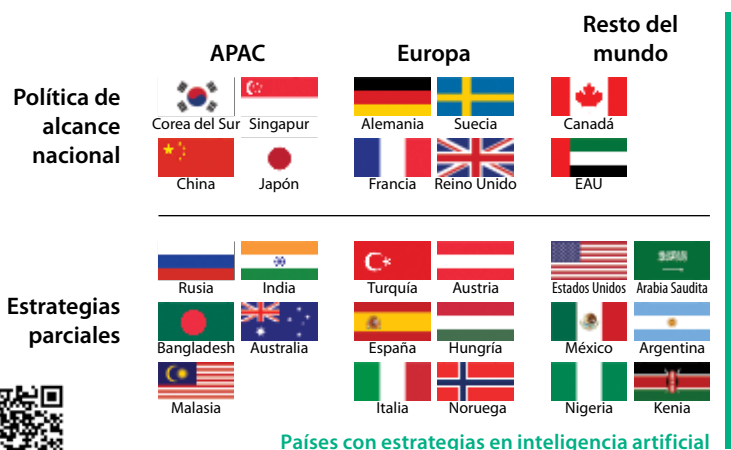 APAC
Europa
Resto del
mundo
Política de
alcance
nacional
Corea del Sur
Singapur
Alemania
Suecia
Canadá
China
Japón
Francia
Reino Unido
EAU
Estrategias
parciales
Rusia
India
Turquía
Austria
Estados Unidos
Arabia Saudita
Bangladesh
Australia
España
Hungría
México
Argentina
Malasia
Italia
Noruega
Nigeria
Kenia
Países con estrategias en inteligencia artificial